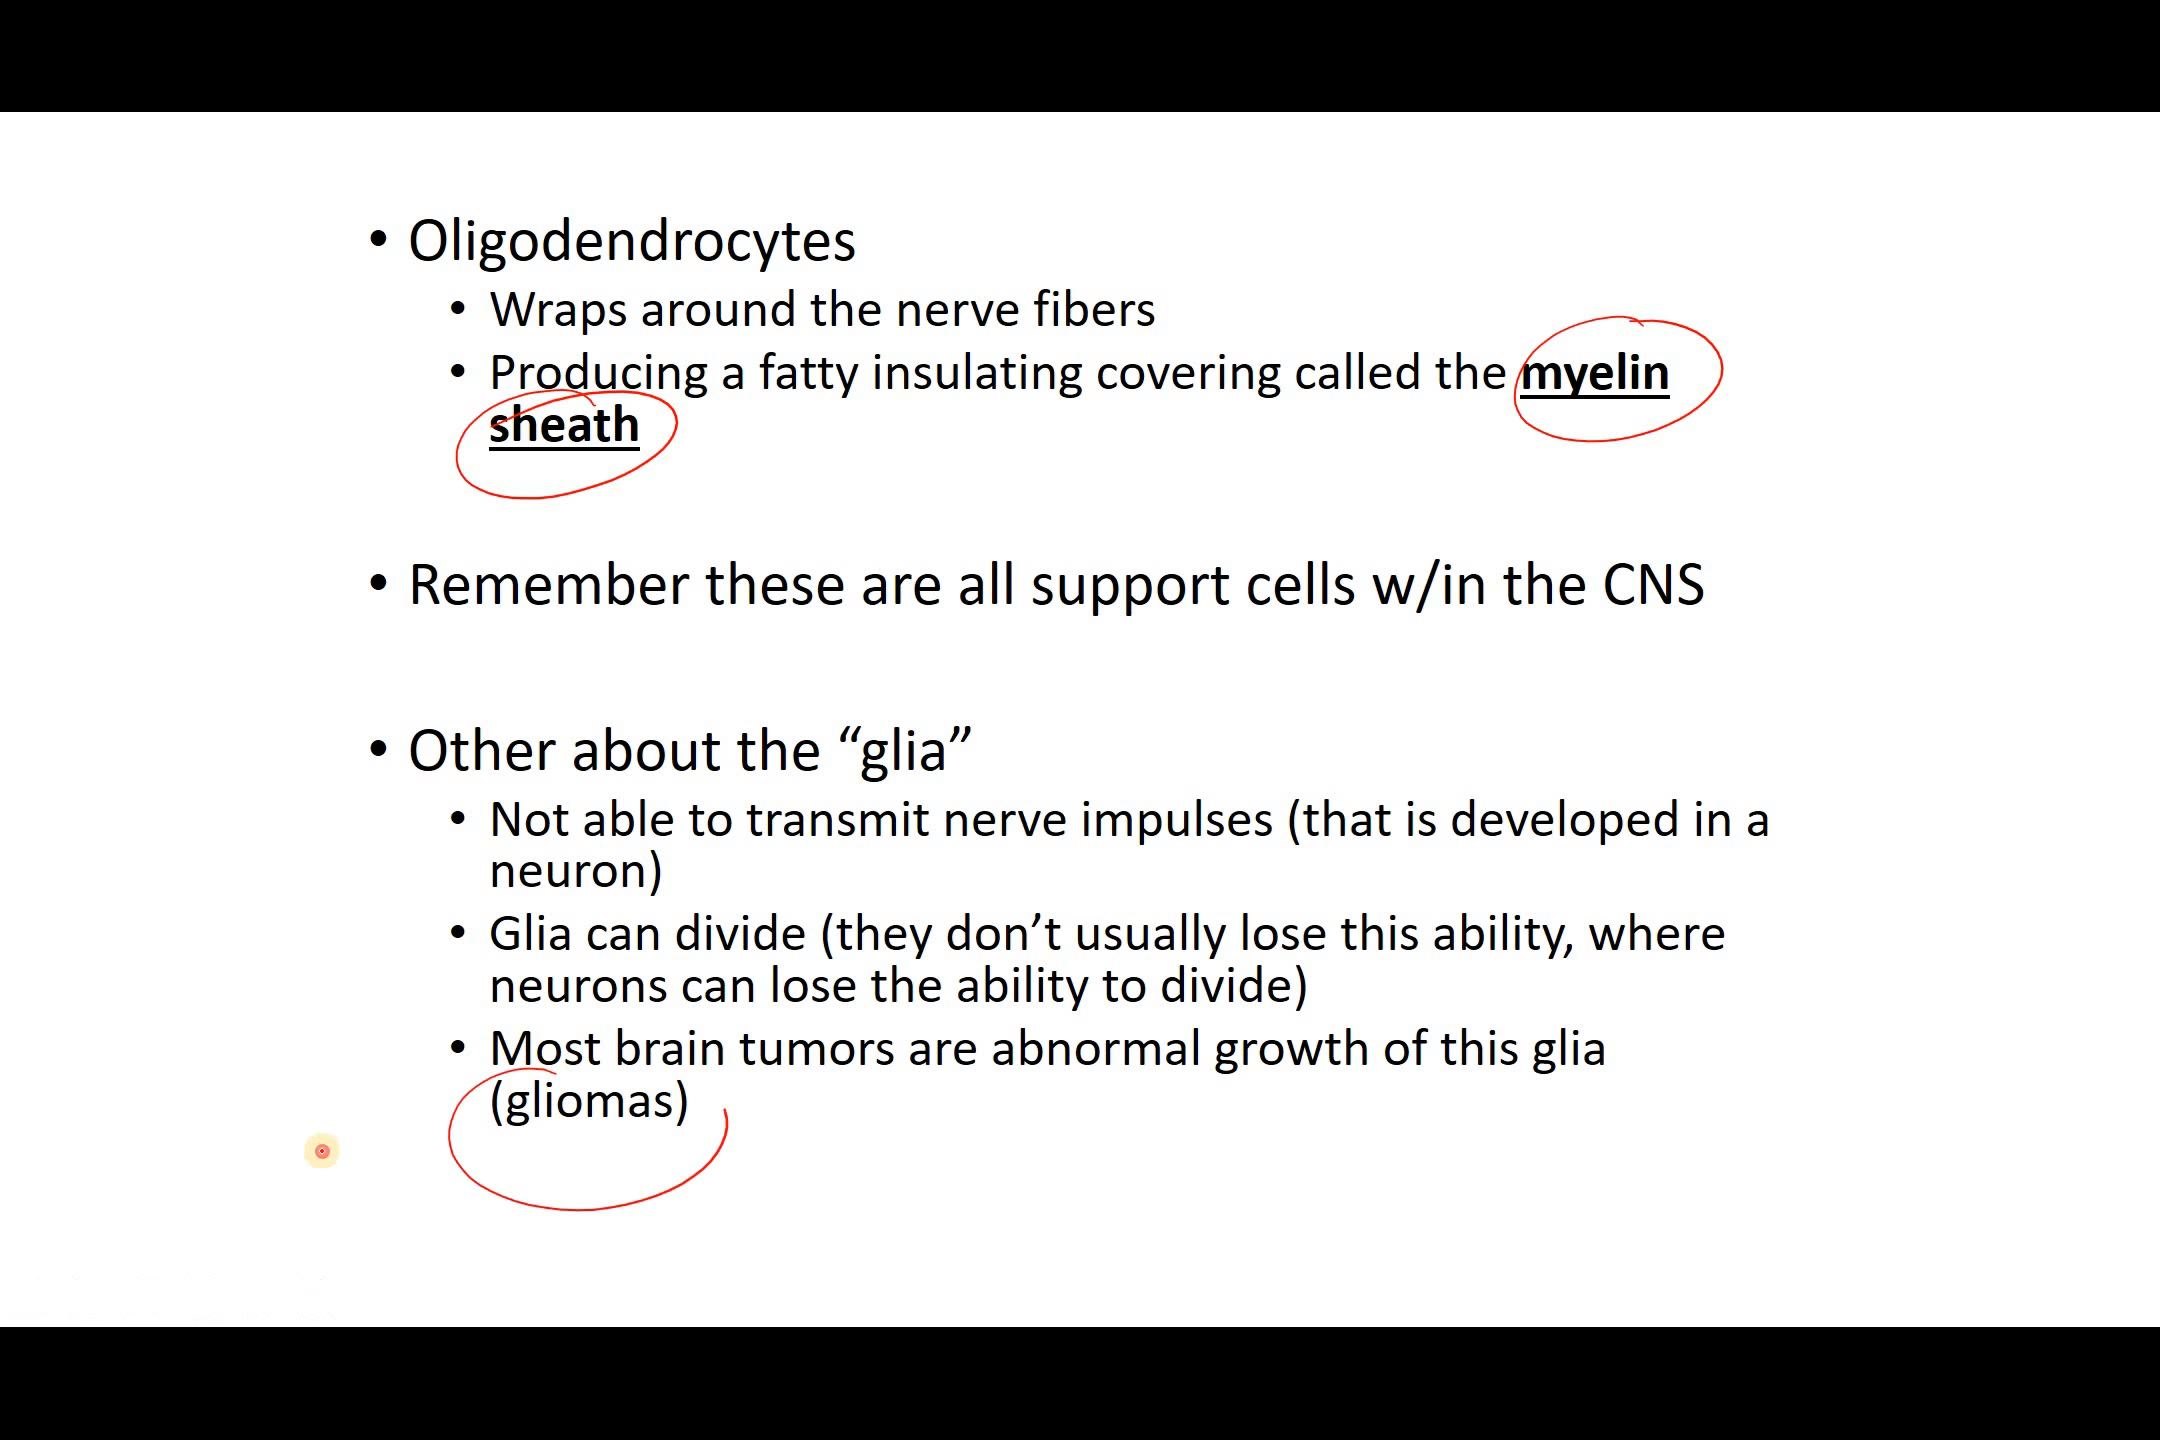 • Oligodendrocytes
• Wraps around the nerve fibers
• Producing a fatty insulating covering called the myelin
sheath
• Remember these are all support cells w/in the CNS
• Other about the “glia”
• Not able to transmit nerve impulses (that is developed in a
neuron)
• Glia can divide (they don’t usually lose this ability, where
neurons can lose the ability to divide)
• Most brain tumors are abnormal growth of this glia
(gliomas)